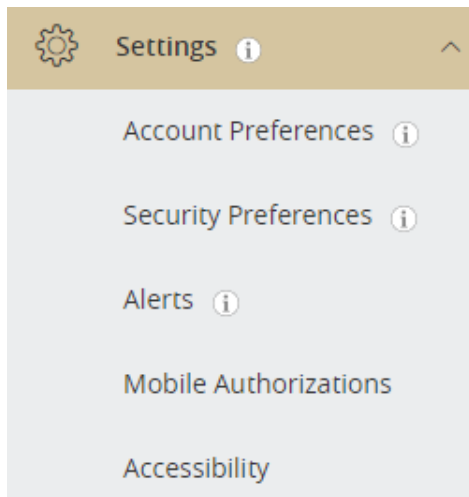 Settings
Account Preferences
Security Preferences
Alerts
Mobile Authorizations
Accessibility